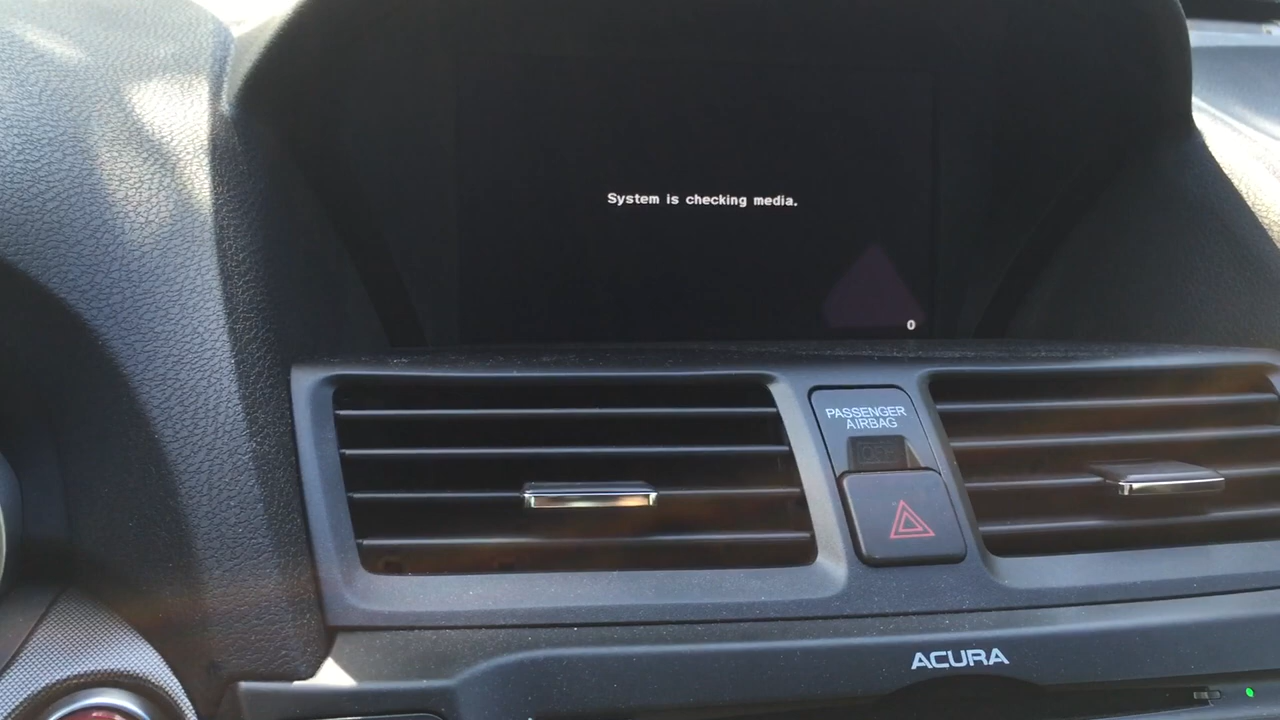 System is checking media.
0
PASSENGER
AIRBAG
OFF
ACURA